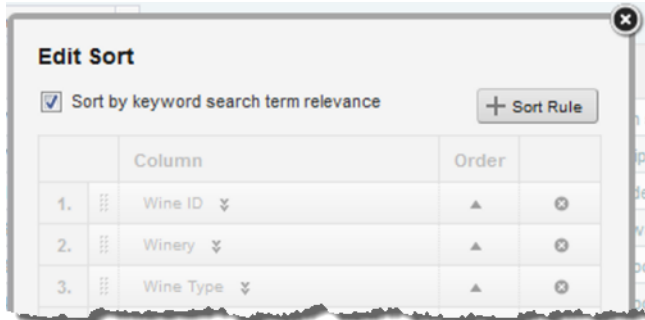 Edit Sort
Sort by keyword search term relevance
Sort Rule
Column Order
1. Wine ID
2. Winery
3. Wine Type